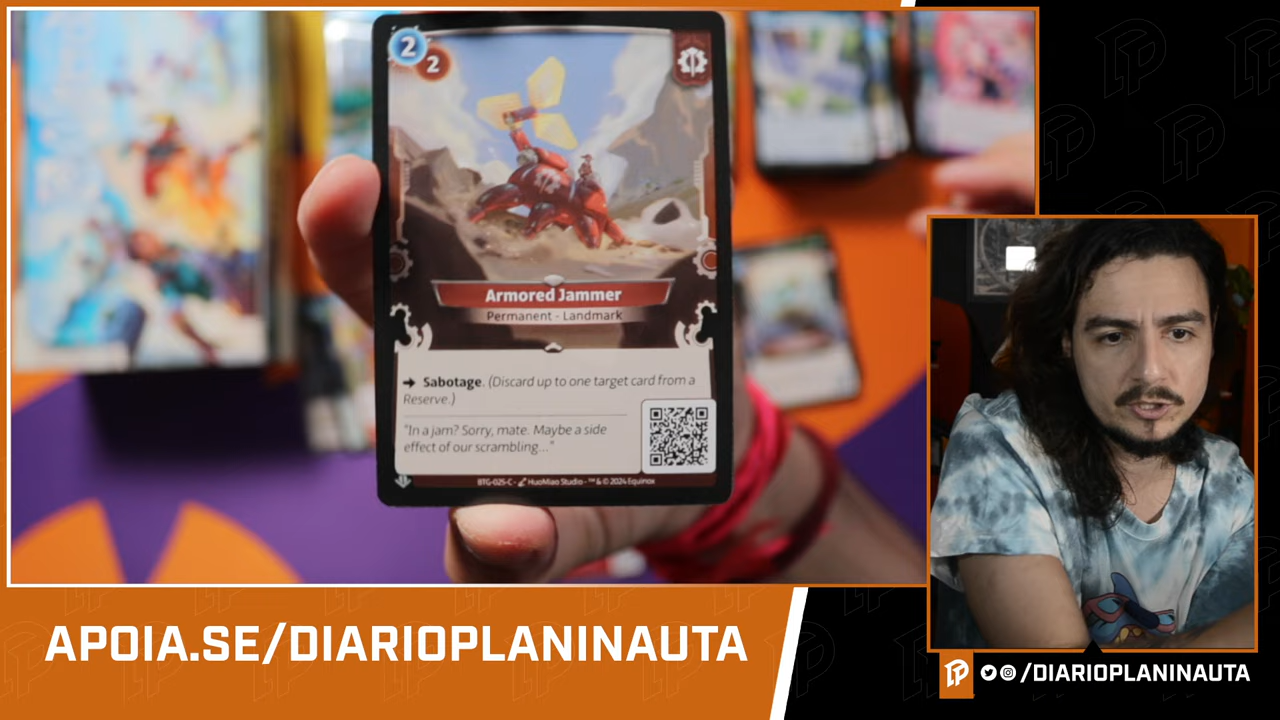 2
2
Armored Jammer
Permanent - Landmark
Sabotage. (Discard up to one target card from a
Reserve.)
"In a jam? Sorry, mate. Maybe a side
effect of our scrambling..."
BTG-025-C - HuoMiao Studio - ™ & © 2024 Equinox
APOIA.SE/DIARIOPLANINAUTA
/DIARIOPLANINAUTA